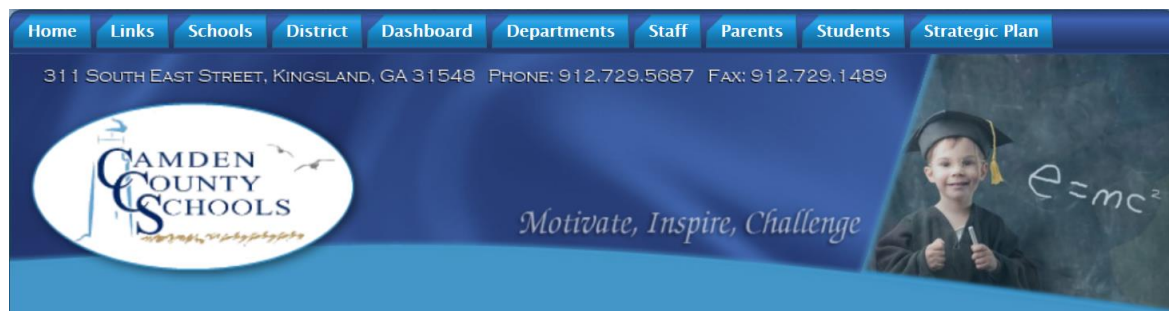 Home Links Schools District Dashboard Departments Staff Parents Students Strategic Plan
311 SOUTH EAST STREET, KINGSLAND, GA 31548 PHONE: 912.729.5687 FAX: 912.729.1489
CAMDEN
COUNTY
SCHOOLS
Motivate, Inspire, Challenge
e=mc²